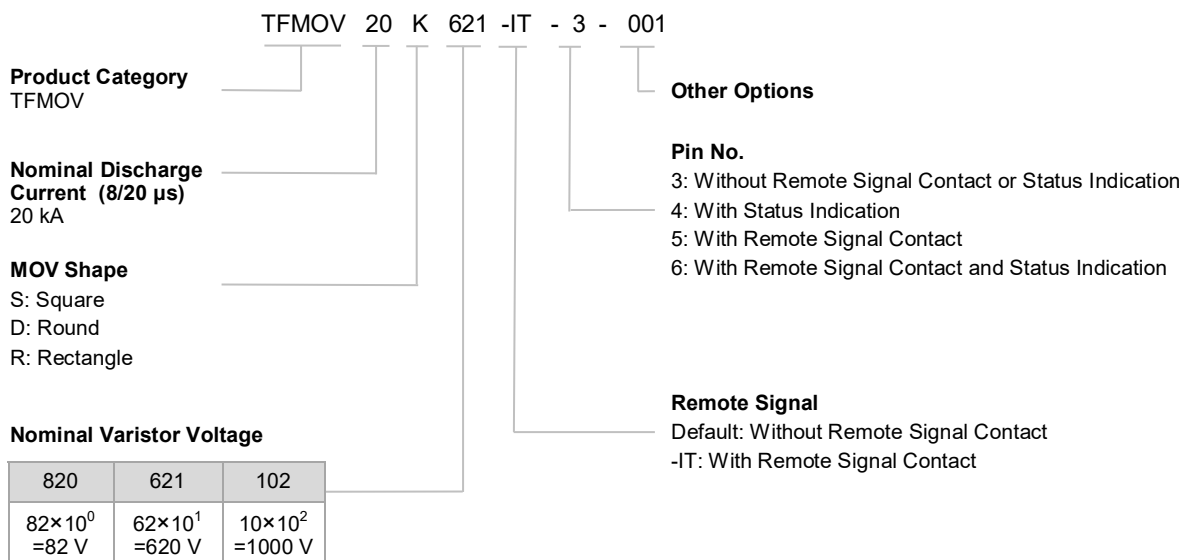 TFMOV 20 K 621 -IT - 3 - 001
Product Category
TFMOV
Nominal Discharge
Current (8/20 µs)
20 kA
MOV Shape
S: Square
D: Round
R: Rectangle
Nominal Varistor Voltage
820 621 102
82×10⁰ 62×10¹ 10×10²
=82 V =620 V =1000 V
Other Options
Pin No.
3: Without Remote Signal Contact or Status Indication
4: With Status Indication
5: With Remote Signal Contact
6: With Remote Signal Contact and Status Indication
Remote Signal
Default: Without Remote Signal Contact
-IT: With Remote Signal Contact